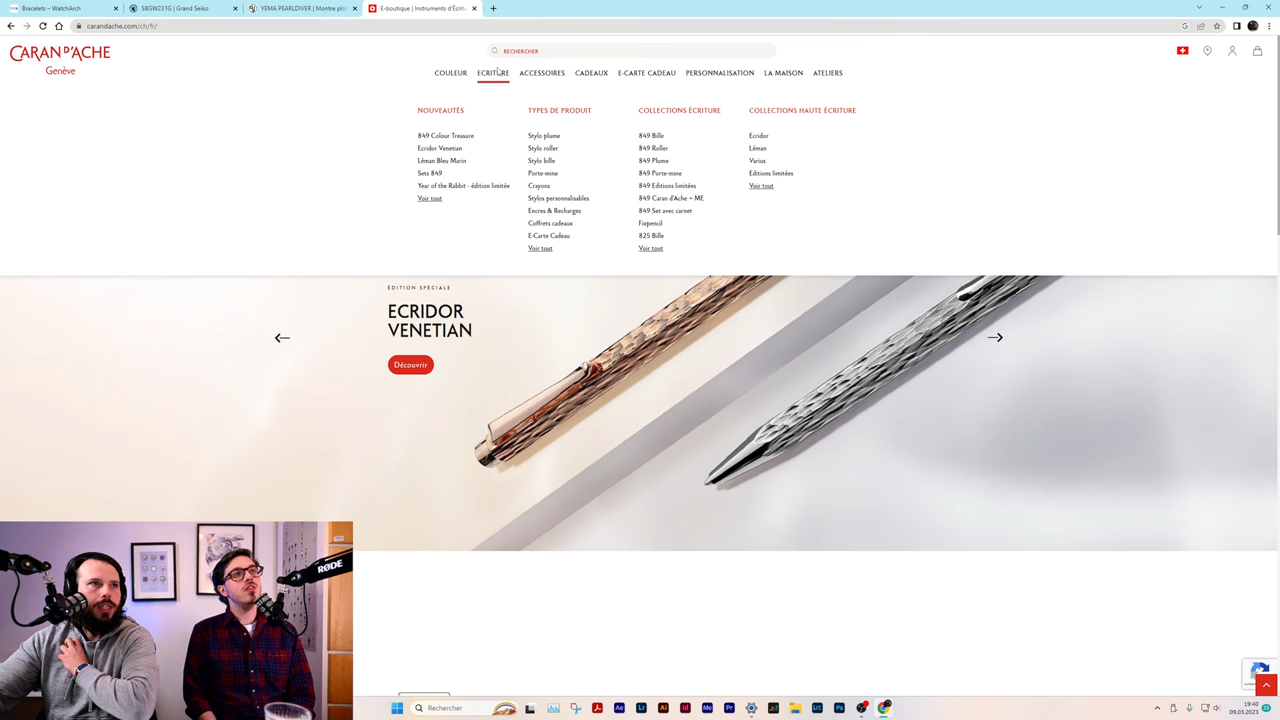 Bracelets – WatchArch
SBGW231G | Grand Seiko
YEMA PEARLDIVER | Montre plon
E-boutique | Instruments d'Écritu
carandache.com/ch/fr/
CARAN D'ACHE
Genève
RECHERCHER
COULEUR ECRITURE ACCESSOIRES CADEAUX E-CARTE CADEAU PERSONNALISATION LA MAISON ATELIERS
NOUVEAUTÉS
849 Colour Treasure
Ecridor Venetian
Léman Bleu Marin
Sets 849
Year of the Rabbit - édition limitée
Voir tout
TYPES DE PRODUIT
Stylo plume
Stylo roller
Stylo bille
Porte-mine
Crayons
Stylos personnalisables
Encres & Recharges
Coffrets cadeaux
E-Carte Cadeau
Voir tout
COLLECTIONS ÉCRITURE
849 Bille
849 Roller
849 Plume
849 Porte-mine
849 Editions limitées
849 Caran d'Ache + ME
849 Set avec carnet
Fixpencil
825 Bille
Voir tout
COLLECTIONS HAUTE ÉCRITURE
Ecridor
Léman
Varius
Editions limitées
Voir tout
ÉDITION SPÉCIALE
ECRIDOR
VENETIAN
Découvrir
RØDE
Rechercher
19:40
09.03.2023